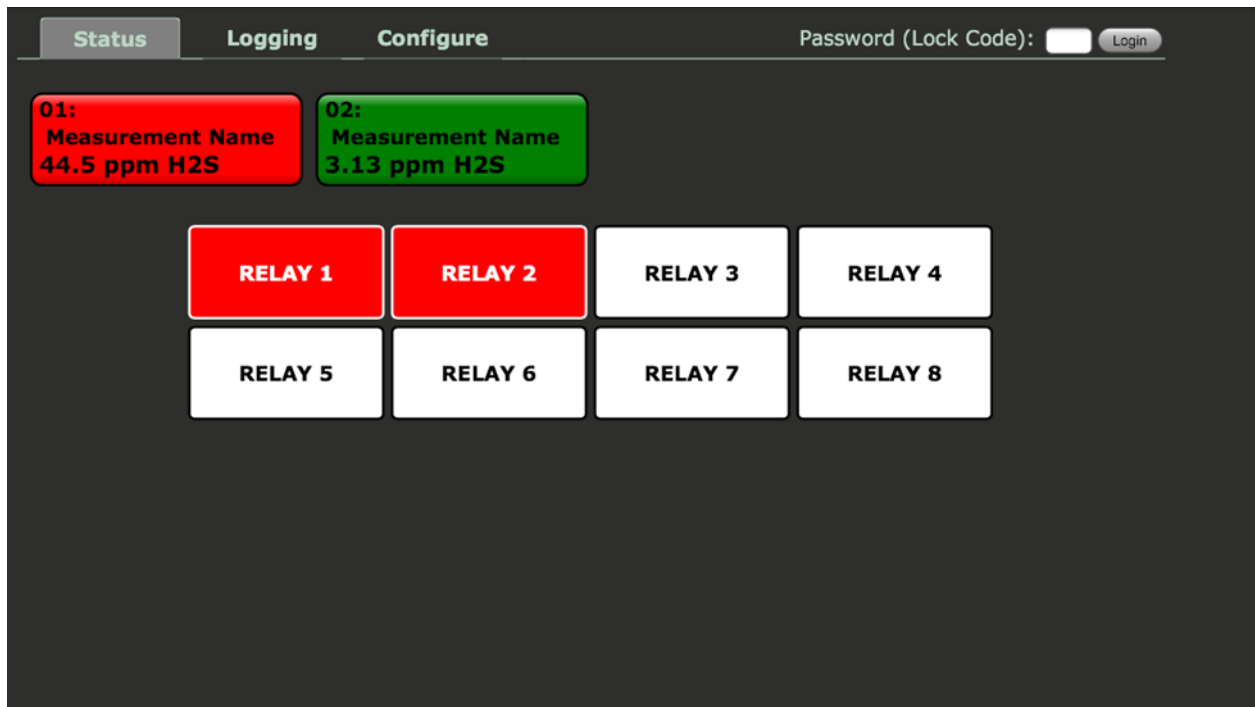 Status Logging Configure Password (Lock Code): Login
01:
Measurement Name
44.5 ppm H2S
02:
Measurement Name
3.13 ppm H2S
RELAY 1 RELAY 2 RELAY 3 RELAY 4
RELAY 5 RELAY 6 RELAY 7 RELAY 8